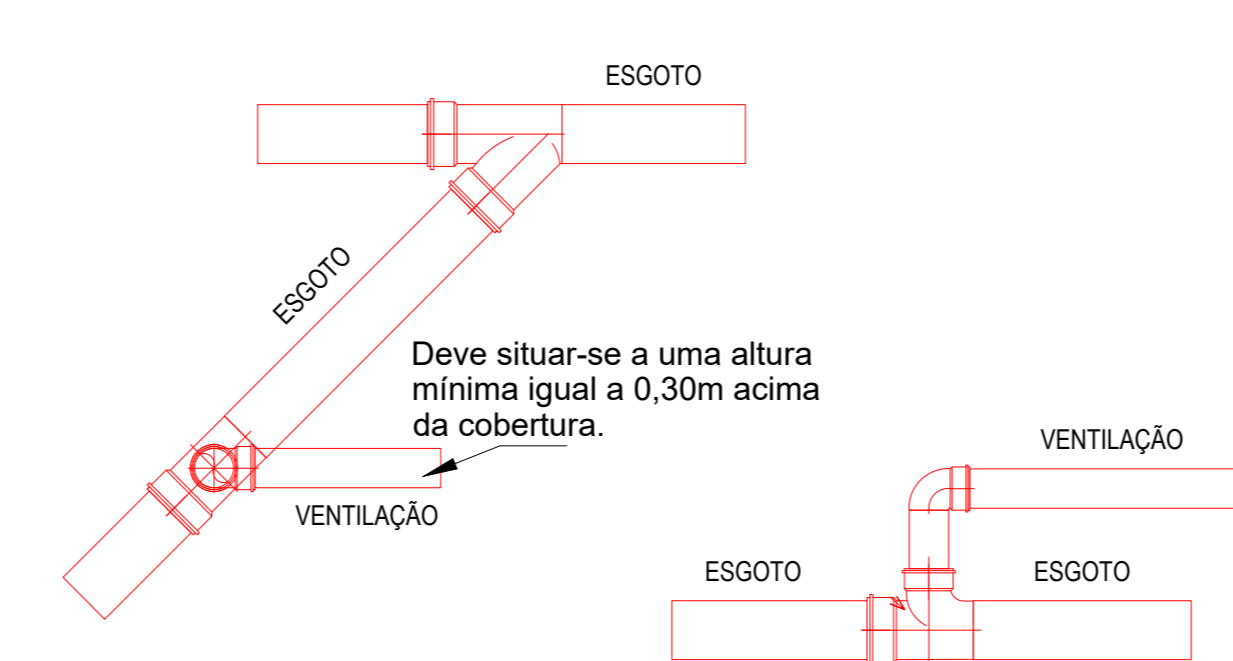 ESGOTO
ESGOTO
Deve situar-se a uma altura
mínima igual a 0,30m acima
da cobertura.
VENTILAÇÃO
VENTILAÇÃO
ESGOTO
ESGOTO